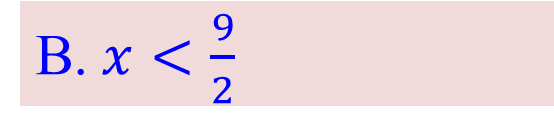 B. x < 9/2